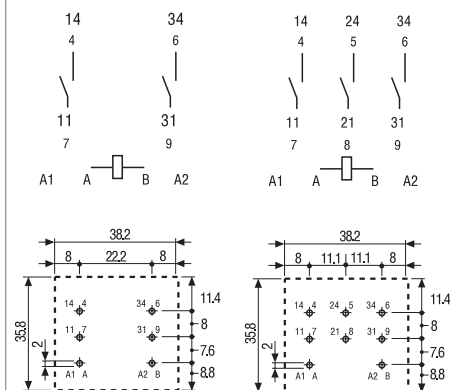 14 34
4 6
11 31
7 9
A1 A B A2
14 24 34
4 5 6
11 21 31
7 8 9
A1 A B A2
38.2
8 22.2 8
11.4
8
7.6
8.8
35.8
2
14 4 34 6
11 7 31 9
A1 A A2 B
38.2
8 11.1 11.1 8
11.4
8
7.6
8.8
35.8
2
14 4 24 5 34 6
11 7 21 8 31 9
A1 A A2 B